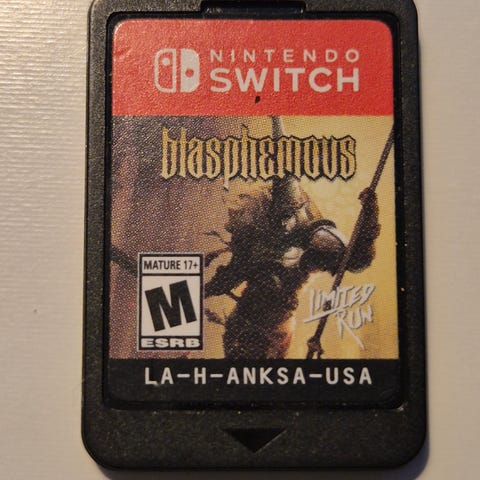 NINTENDO
SWITCH
blasphemous
MATURE 17+
M
ESRB
LIMITED
RUN
LA-H-ANKSA-USA